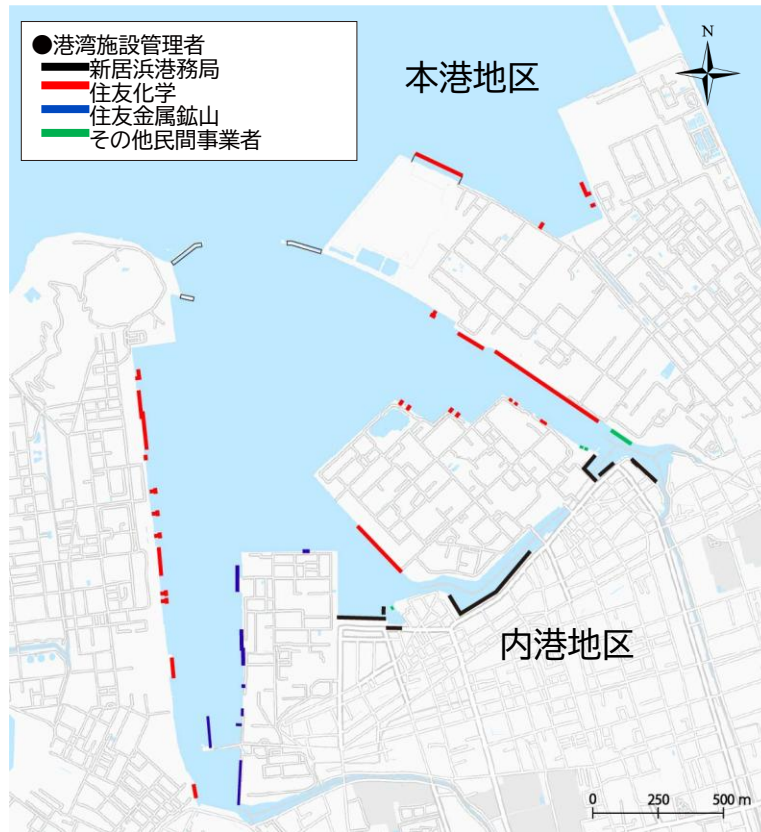 ●港湾施設管理者
新居浜港務局
住友化学
住友金属鉱山
その他民間事業者
本港地区
N
内港地区
0 250 500 m